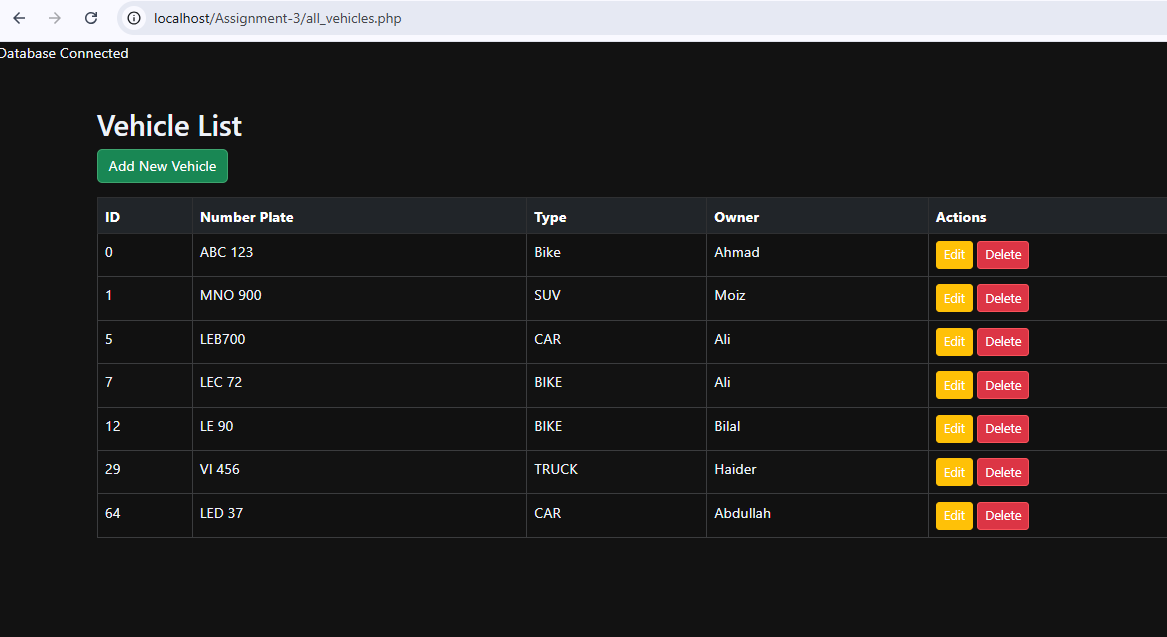 localhost/Assignment-3/all_vehicles.php
Database Connected
Vehicle List
Add New Vehicle
ID Number Plate Type Owner Actions
0 ABC 123 Bike Ahmad Edit Delete
1 MNO 900 SUV Moiz Edit Delete
5 LEB700 CAR Ali Edit Delete
7 LEC 72 BIKE Ali Edit Delete
12 LE 90 BIKE Bilal Edit Delete
29 VI 456 TRUCK Haider Edit Delete
64 LED 37 CAR Abdullah Edit Delete